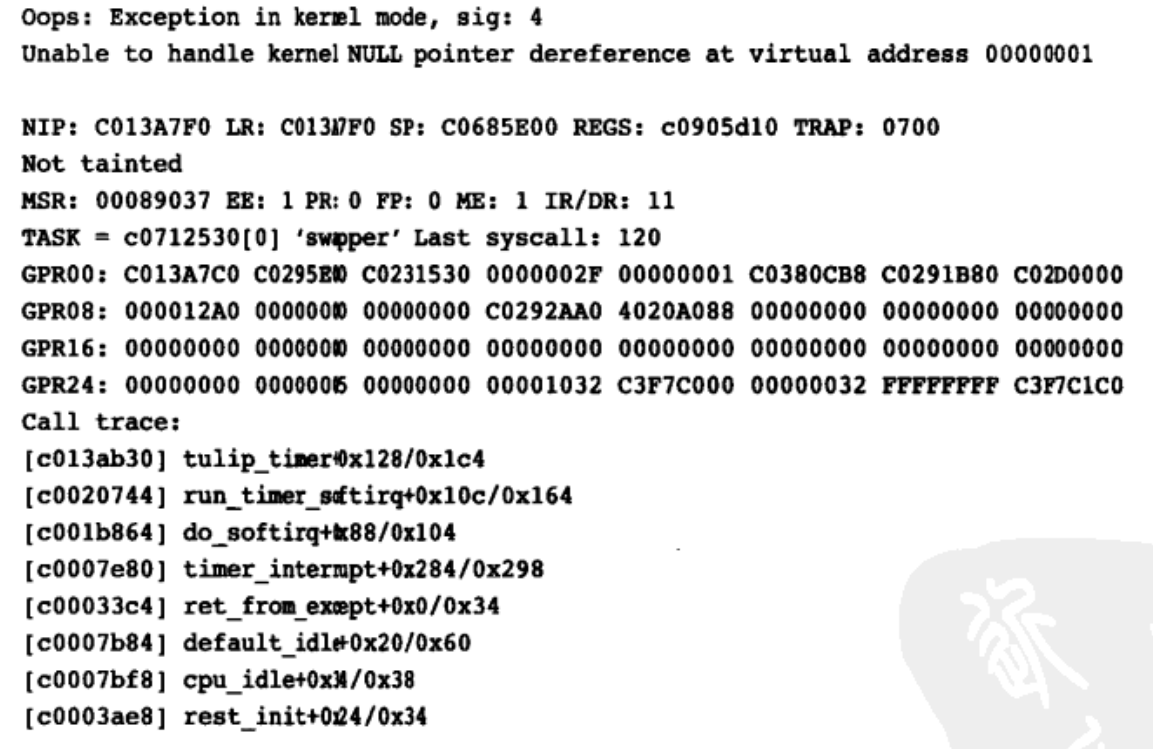 Oops: Exception in kernel mode, sig: 4
Unable to handle kernel NULL pointer dereference at virtual address 00000001
NIP: C013A7F0 LR: C013A7F0 SP: C0685E00 REGS: c0905d10 TRAP: 0700
Not tainted
MSR: 00089037 EE: 1 PR: 0 FP: 0 ME: 1 IR/DR: 11
TASK = c0712530[0] 'swapper' Last syscall: 120
GPR00: C013A7C0 C0295E00 C0231530 0000002F 00000001 C0380CB8 C0291B80 C02D0000
GPR08: 000012A0 00000000 00000000 C0292AA0 4020A088 00000000 00000000 00000000
GPR16: 00000000 00000000 00000000 00000000 00000000 00000000 00000000 00000000
GPR24: 00000000 00000005 00000000 00001032 C3F7C000 00000032 FFFFFFFF C3F7C1C0
Call trace:
[c013ab30] tulip_timer+0x128/0x1c4
[c0020744] run_timer_softirq+0x10c/0x164
[c001b864] do_softirq+0x88/0x104
[c0007e80] timer_interrupt+0x284/0x298
[c00033c4] ret_from_except+0x0/0x34
[c0007b84] default_idle+0x20/0x60
[c0007bf8] cpu_idle+0x34/0x38
[c0003ae8] rest_init+0x24/0x34